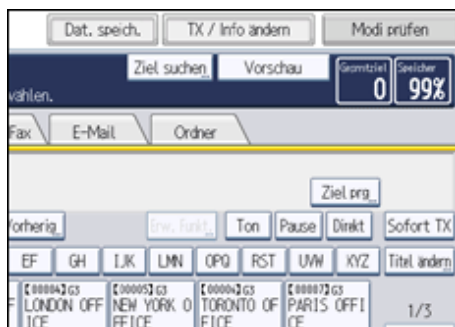 Dat. speich. TX / Info ändern Modi prüfen
Ziel suchen Vorschau Gesamtziel Speicher
wählen. 0 99%
Fax E-Mail Ordner
Ziel prg.
Vorherig. Erw. Funkt. Ton Pause Direkt Sofort TX
EF GH IJK LMN OPQ RST UVW XYZ Titel ändern
[00004]G3 [00005]G3 [00006]G3 [00007]G3
F LONDON OFF NEW YORK O TORONTO OF PARIS OFFI 1/3
ICE FFICE FICE CE